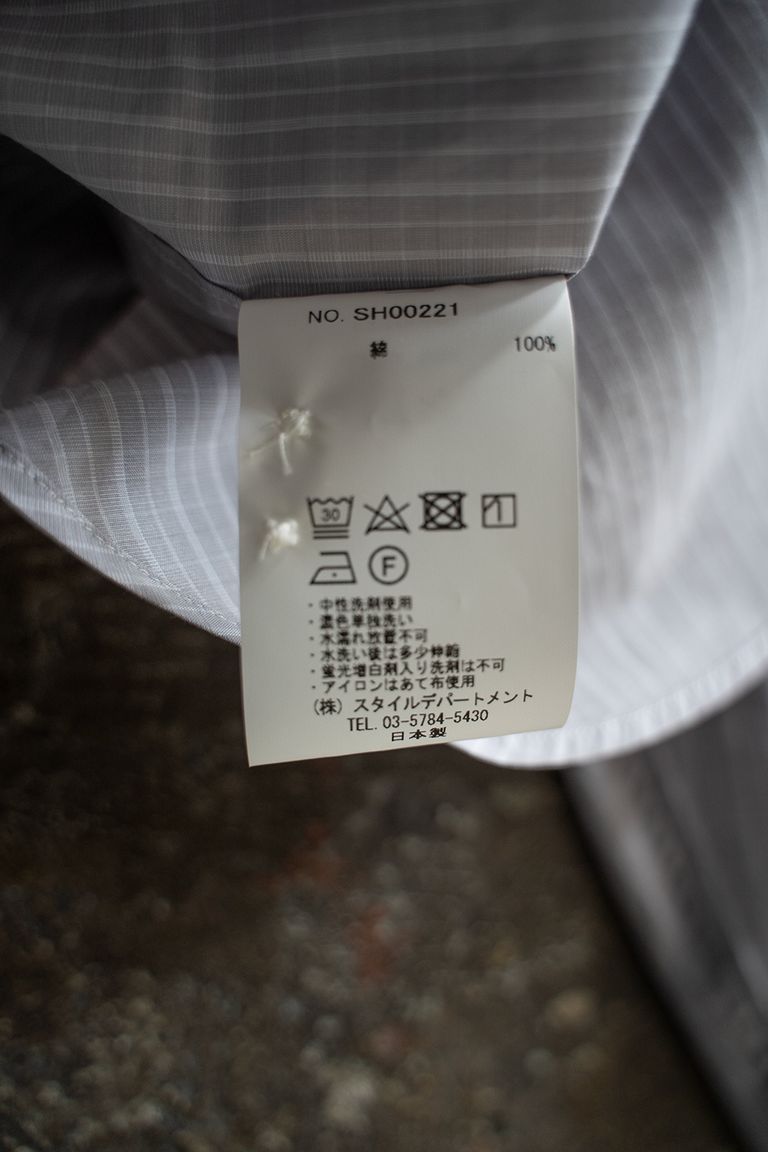 NO. SH00221
綿 100%
30
F
・中性洗剤使用
・濃色単独洗い
・水濡れ放置不可
・水洗い後は多少伸縮
・蛍光増白剤入り洗剤は不可
・アイロンはあて布使用
(株) スタイルデパートメント
TEL. 03-5784-5430
日本製